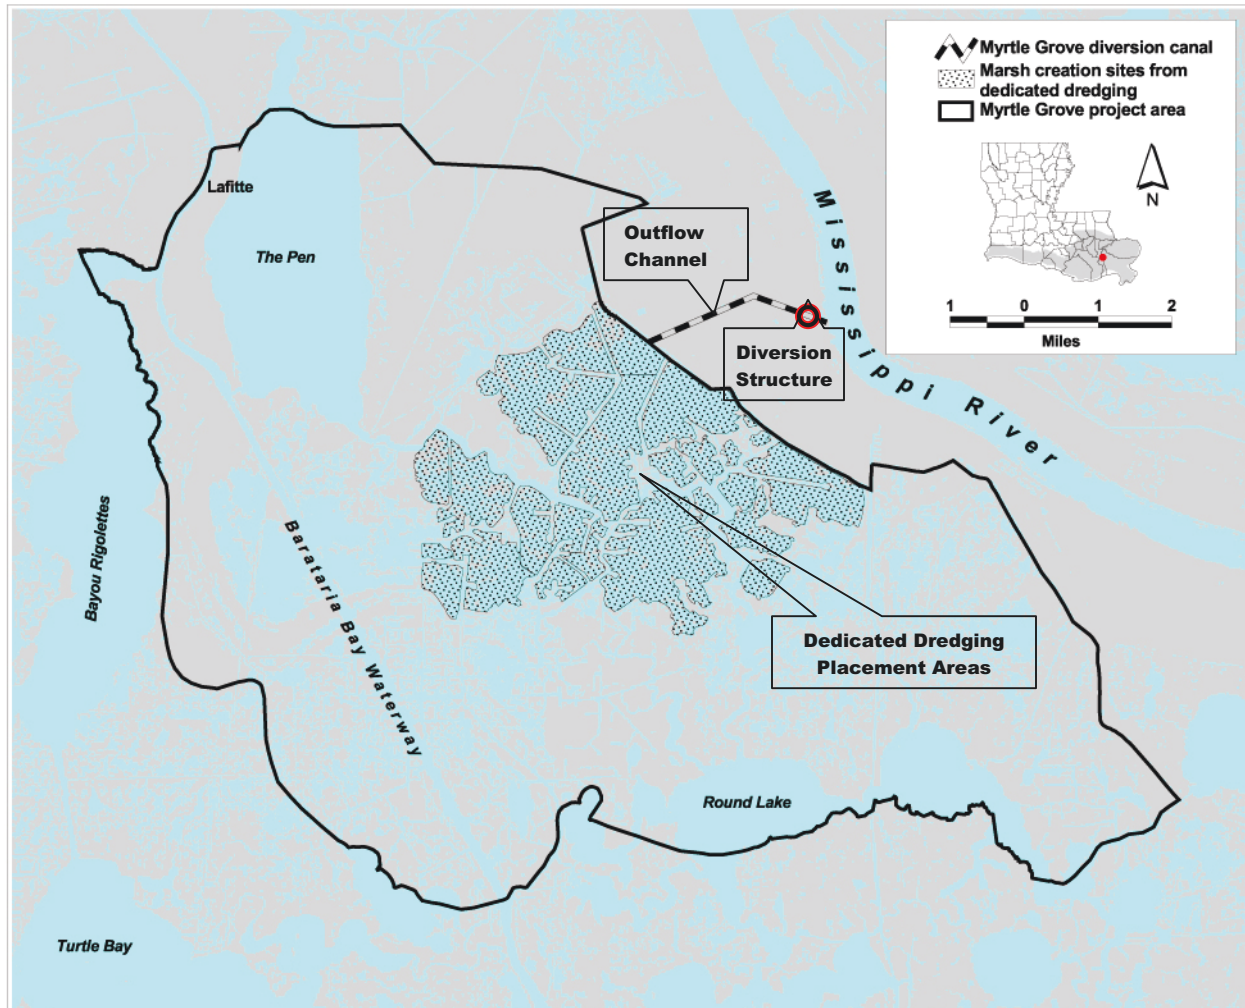 Myrtle Grove diversion canal
Marsh creation sites from
dedicated dredging
Myrtle Grove project area
N
1 0 1 2
Miles
Lafitte
The Pen
Outflow
Channel
Mississippi River
Diversion
Structure
Bayou Rigolettes
Barataria Bay Waterway
Dedicated Dredging
Placement Areas
Round Lake
Turtle Bay